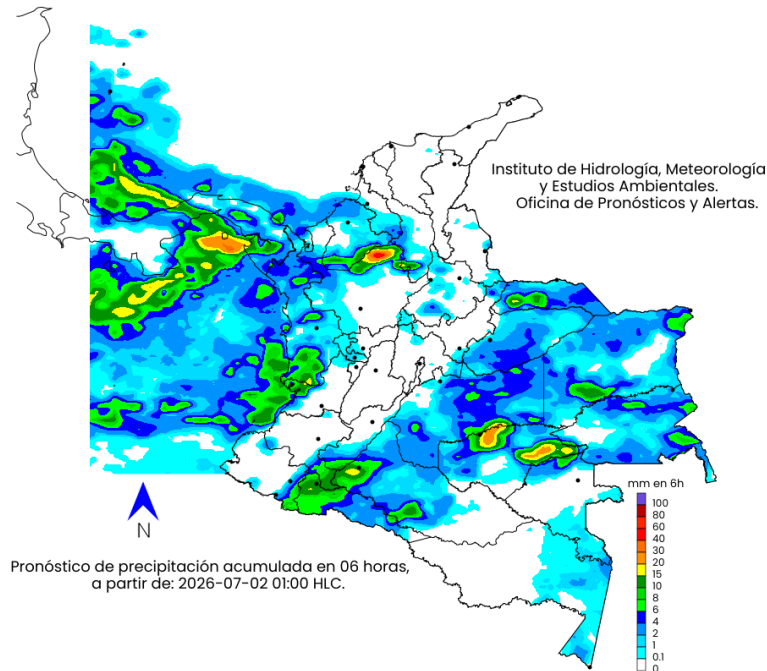 Instituto de Hidrología, Meteorología
y Estudios Ambientales.
Oficina de Pronósticos y Alertas.
N
Pronóstico de precipitación acumulada en 06 horas,
a partir de: 2026-07-02 01:00 HLC.
mm en 6h
100
80
60
40
30
20
15
10
8
6
4
2
1
0.1
0